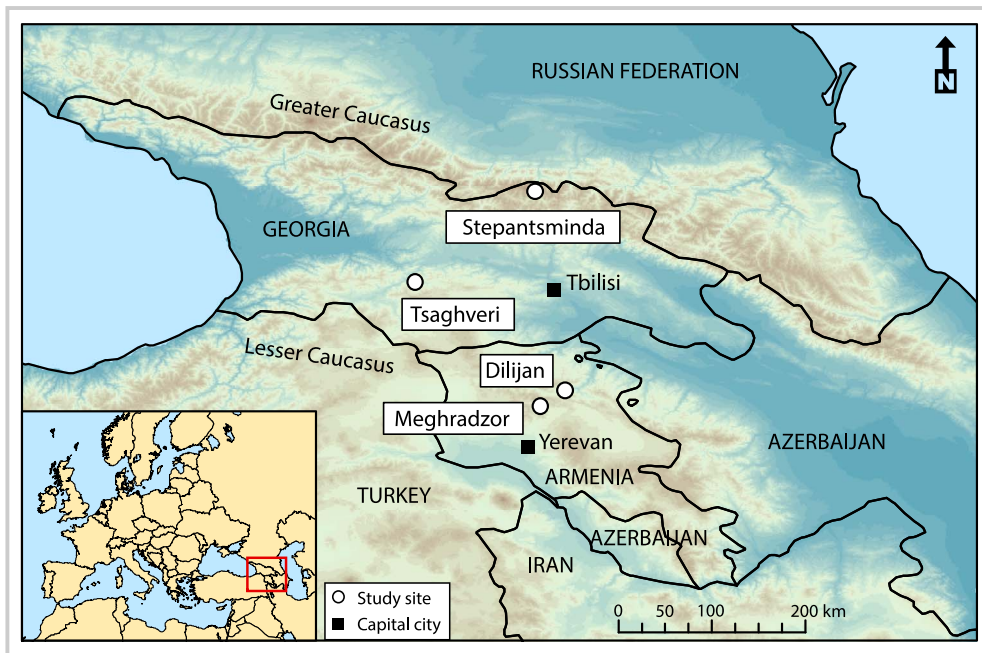 RUSSIAN FEDERATION
N
Greater Caucasus
Stepantsminda
GEORGIA
Tbilisi
Tsaghveri
Lesser Caucasus
Dilijan
Meghradzor
Yerevan
AZERBAIJAN
ARMENIA
TURKEY
AZERBAIJAN
IRAN
Study site
Capital city
0 50 100 200 km